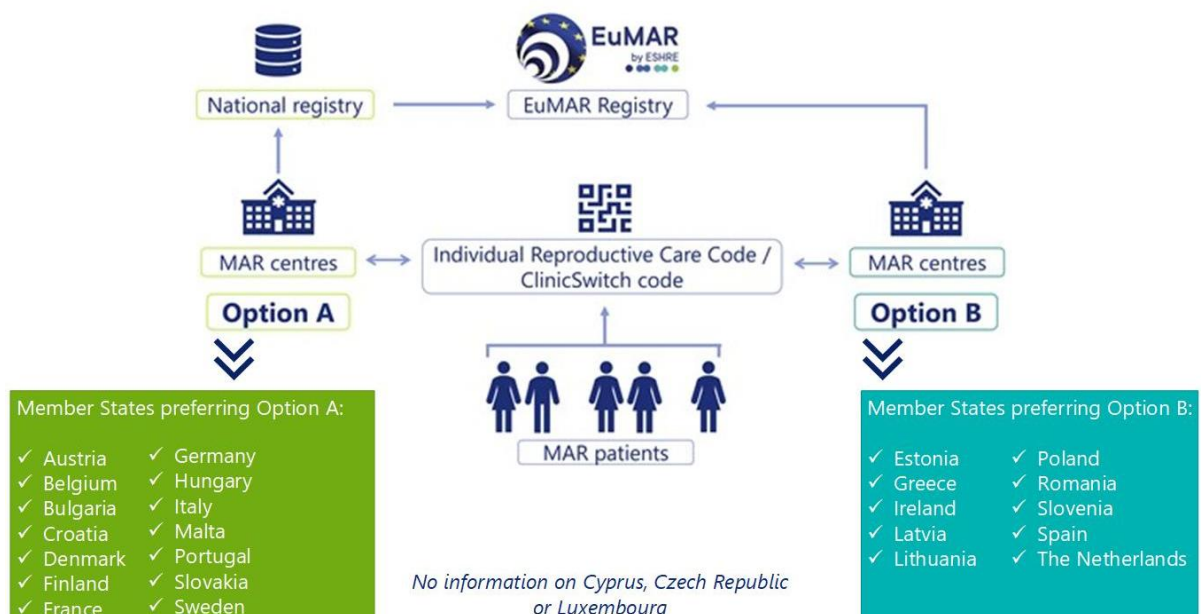 EuMAR
by ESHRE
National registry
EuMAR Registry
MAR centres
Individual Reproductive Care Code /
ClinicSwitch code
MAR centres
Option A
Option B
MAR patients
Member States preferring Option A:
✓ Austria
✓ Belgium
✓ Bulgaria
✓ Croatia
✓ Denmark
✓ Finland
✓ France
✓ Germany
✓ Hungary
✓ Italy
✓ Malta
✓ Portugal
✓ Slovakia
✓ Sweden
No information on Cyprus, Czech Republic
or Luxembourg
Member States preferring Option B:
✓ Estonia
✓ Greece
✓ Ireland
✓ Latvia
✓ Lithuania
✓ Poland
✓ Romania
✓ Slovenia
✓ Spain
✓ The Netherlands